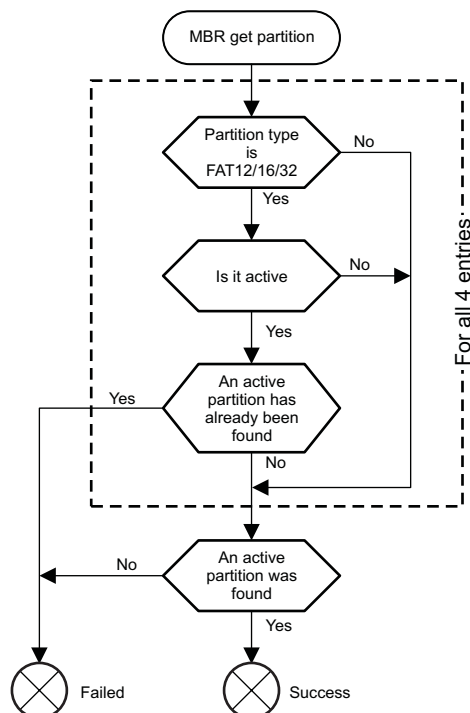 MBR get partition
Partition type
is
FAT12/16/32
No
Yes
Is it active
No
Yes
An active
partition has
already been
found
Yes
No
For all 4 entries
An active
partition was
found
No
Yes
Failed
Success